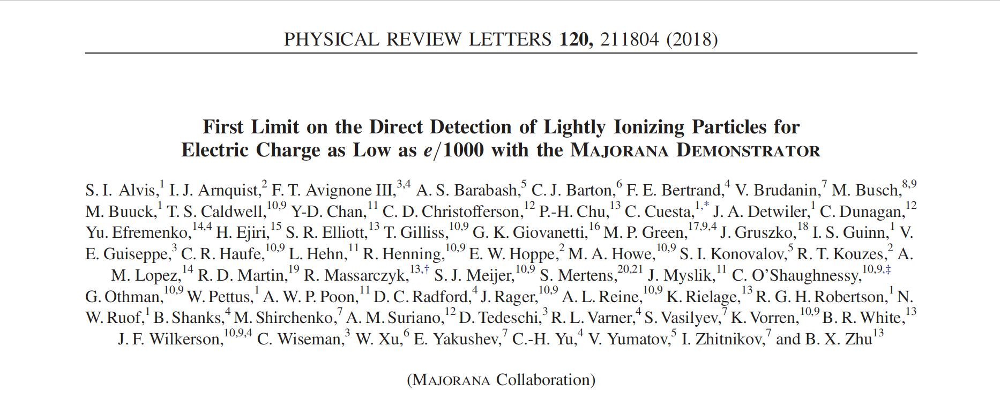 PHYSICAL REVIEW LETTERS 120, 211804 (2018)
First Limit on the Direct Detection of Lightly Ionizing Particles for
Electric Charge as Low as e/1000 with the MAJORANA DEMONSTRATOR
S. I. Alvis,1 I. J. Arnquist,2 F. T. Avignone III,3,4 A. S. Barabash,5 C. J. Barton,6 F. E. Bertrand,4 V. Brudanin,7 M. Busch,8,9
M. Buuck,1 T. S. Caldwell,10,9 Y-D. Chan,11 C. D. Christofferson,12 P.-H. Chu,13 C. Cuesta,1,* J. A. Detwiler,1 C. Dunagan,12
Yu. Efremenko,14,4 H. Ejiri,15 S. R. Elliott,13 T. Gilliss,10,9 G. K. Giovanetti,16 M. P. Green,17,9,4 J. Gruszko,18 I. S. Guinn,1 V.
E. Guiseppe,3 C. R. Haufe,10,9 L. Hehn,11 R. Henning,10,9 E. W. Hoppe,2 M. A. Howe,10,9 S. I. Konovalov,5 R. T. Kouzes,2 A.
M. Lopez,14 R. D. Martin,19 R. Massarczyk,13,† S. J. Meijer,10,9 S. Mertens,20,21 J. Myslik,11 C. O’Shaughnessy,10,9,‡
G. Othman,10,9 W. Pettus,1 A. W. P. Poon,11 D. C. Radford,4 J. Rager,10,9 A. L. Reine,10,9 K. Rielage,13 R. G. H. Robertson,1 N.
W. Ruof,1 B. Shanks,4 M. Shirchenko,7 A. M. Suriano,12 D. Tedeschi,3 R. L. Varner,4 S. Vasilyev,7 K. Vorren,10,9 B. R. White,13
J. F. Wilkerson,10,9,4 C. Wiseman,3 W. Xu,6 E. Yakushev,7 C.-H. Yu,4 V. Yumatov,5 I. Zhitnikov,7 and B. X. Zhu13
(MAJORANA Collaboration)